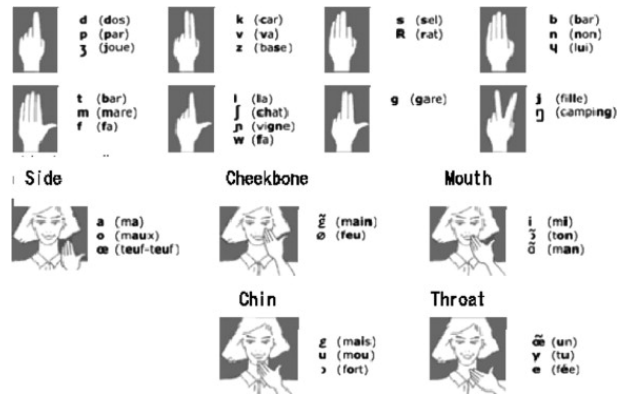 d (dos)
p (par)
ʒ (joue)
k (car)
v (va)
z (base)
s (sel)
R (rat)
b (bar)
n (non)
ɥ (lui)
t (bar)
m (mare)
f (fa)
l (la)
ʃ (chat)
ɲ (vigne)
w (fa)
g (gare)
j (fille)
ŋ (camping)
Side
Cheekbone
Mouth
a (ma)
o (maux)
œ (teuf-teuf)
ɛ̃ (main)
ø (feu)
i (mi)
ɔ̃ (ton)
ɑ̃ (man)
Chin
Throat
ɛ (mais)
u (mou)
ɔ (fort)
œ̃ (un)
y (tu)
e (fée)